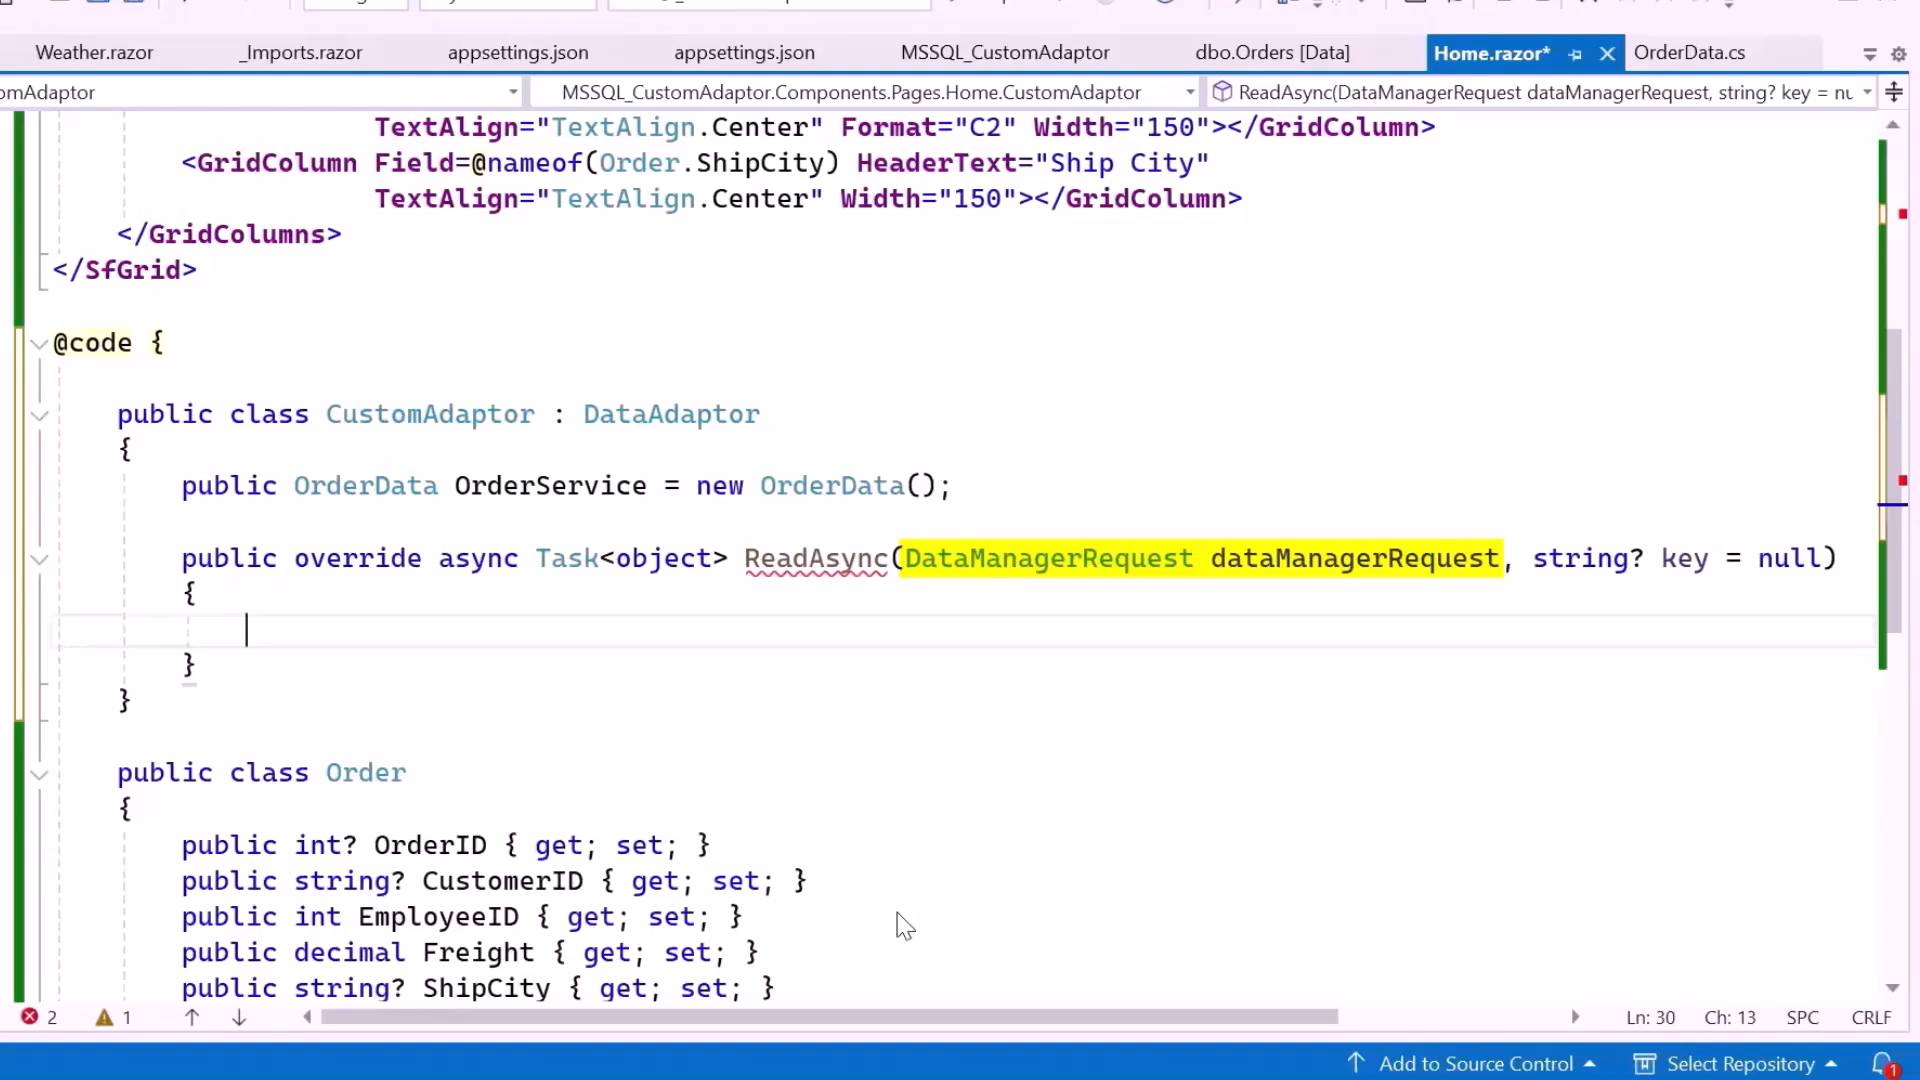 Weather.razor _Imports.razor appsettings.json appsettings.json MSSQL_CustomAdaptor dbo.Orders [Data] Home.razor* OrderData.cs
omAdaptor MSSQL_CustomAdaptor.Components.Pages.Home.CustomAdaptor ReadAsync(DataManagerRequest dataManagerRequest, string? key = nu
TextAlign="TextAlign.Center" Format="C2" Width="150"></GridColumn>
<GridColumn Field=@nameof(Order.ShipCity) HeaderText="Ship City"
TextAlign="TextAlign.Center" Width="150"></GridColumn>
</GridColumns>
</SfGrid>
@code {
public class CustomAdaptor : DataAdaptor
{
public OrderData OrderService = new OrderData();
public override async Task<object> ReadAsync(DataManagerRequest dataManagerRequest, string? key = null)
{
}
}
public class Order
{
public int? OrderID { get; set; }
public string? CustomerID { get; set; }
public int EmployeeID { get; set; }
public decimal Freight { get; set; }
public string? ShipCity { get; set; }
2 1 Ln: 30 Ch: 13 SPC CRLF
Add to Source Control Select Repository 1